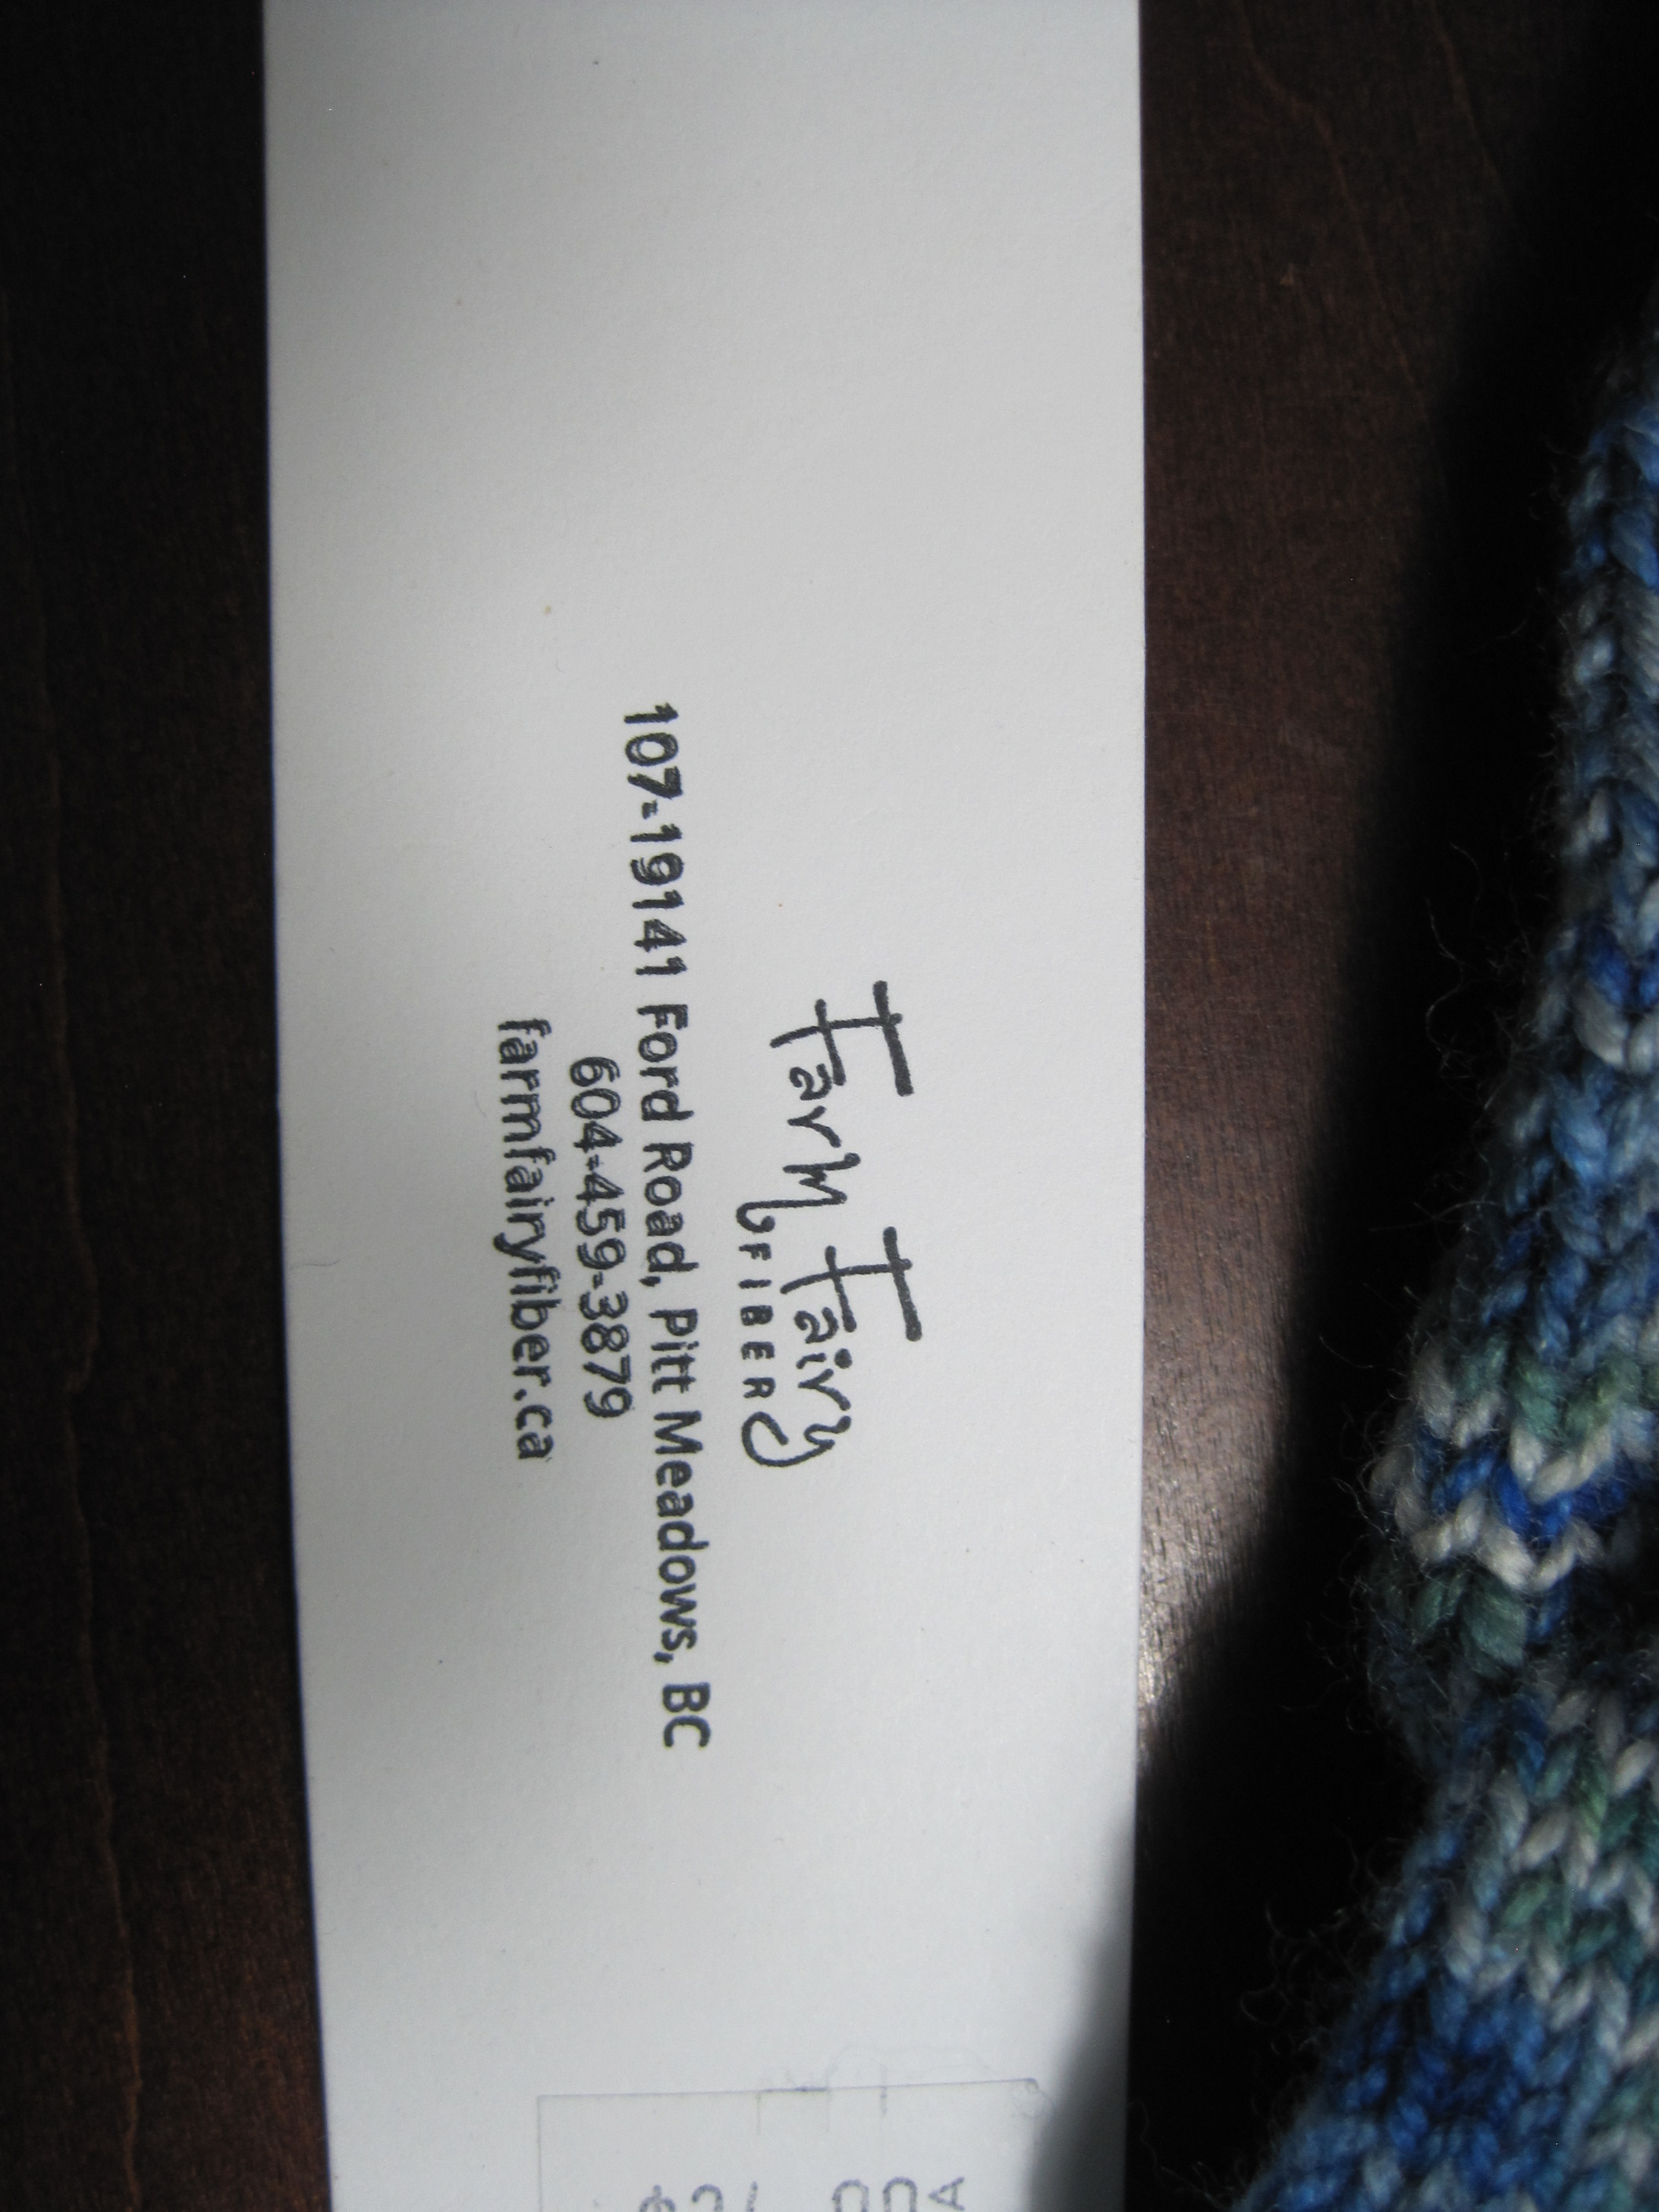 Farm Fairy
FIBER
107-19141 Ford Road, Pitt Meadows, BC
604-459-3879
farmfairyfiber.ca